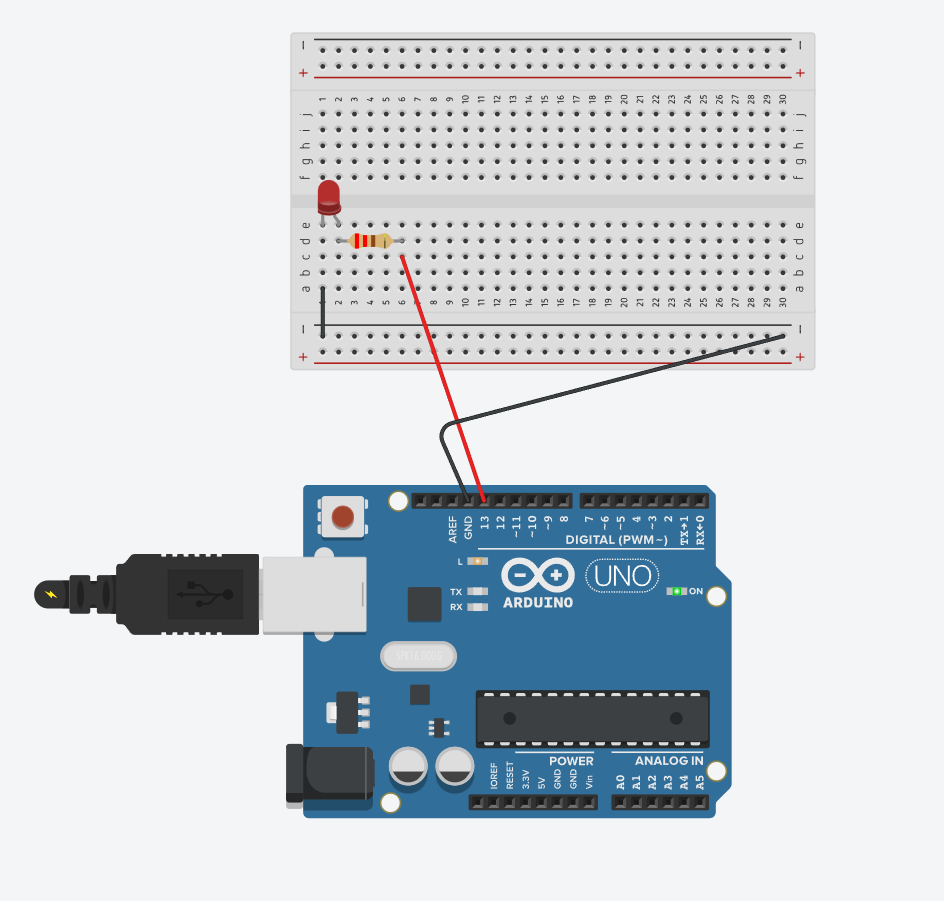 − −
+ +
1 2 3 4 5 6 7 8 9 10 11 12 13 14 15 16 17 18 19 20 21 22 23 24 25 26 27 28 29 30
j j
i i
h h
g g
f f
e e
d d
c c
b b
a a
1 2 3 4 5 6 7 8 9 10 11 12 13 14 15 16 17 18 19 20 21 22 23 24 25 26 27 28 29 30
− −
+ +
AREF GND 13 12 ~11 ~10 ~9 8 7 ~6 ~5 4 ~3 2 TX→1 RX←0
DIGITAL (PWM~)
L
TX
RX
ARDUINO
UNO
ON
POWER
ANALOG IN
IOREF RESET 3.3V 5V GND GND Vin A0 A1 A2 A3 A4 A5